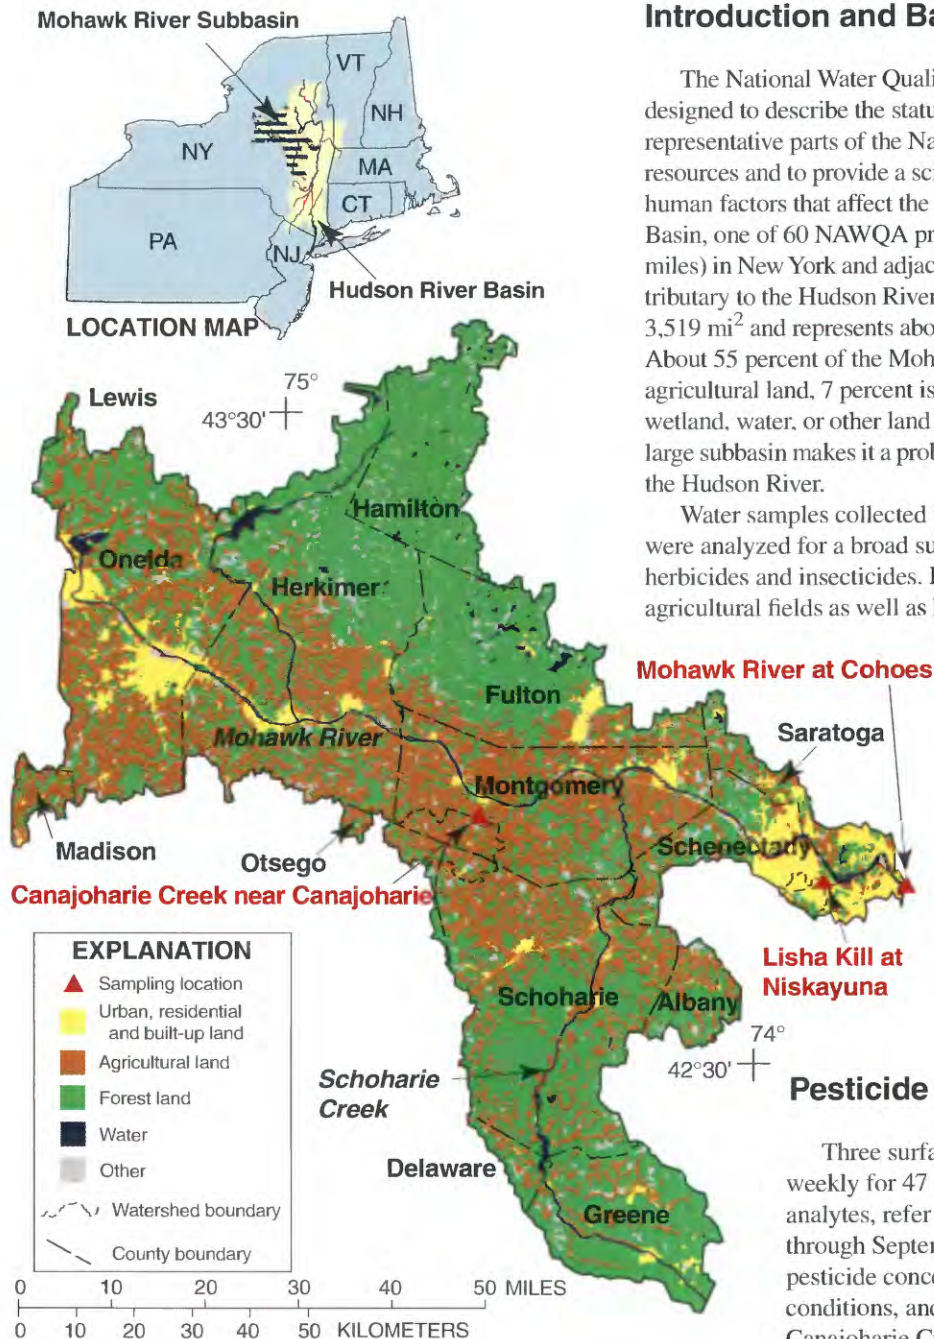 Mohawk River Subbasin
VT
NH
NY
MA
CT
PA
NJ
Hudson River Basin
LOCATION MAP
Introduction and Ba
The National Water Quali
designed to describe the statu
representative parts of the Na
resources and to provide a sci
human factors that affect the
Basin, one of 60 NAWQA pr
miles) in New York and adjac
tributary to the Hudson River
3,519 mi² and represents abo
About 55 percent of the Moh
agricultural land, 7 percent is
wetland, water, or other land
large subbasin makes it a prob
the Hudson River.
Water samples collected
were analyzed for a broad su
herbicides and insecticides.
agricultural fields as well as
75°
43°30'
Lewis
Hamilton
Oneida
Herkimer
Fulton
Mohawk River at Cohoes
Mohawk River
Saratoga
Montgomery
Madison
Otsego
Schenectady
Canajoharie Creek near Canajoharie
Lisha Kill at
Niskayuna
Schoharie
Albany
74°
42°30'
Schoharie
Creek
Delaware
Greene
EXPLANATION
Sampling location
Urban, residential
and built-up land
Agricultural land
Forest land
Water
Other
Watershed boundary
County boundary
0 10 20 30 40 50 MILES
0 10 20 30 40 50 KILOMETERS
Pesticide
Three surfa
weekly for 47
analytes, refer
through Septem
pesticide conce
conditions, and
Canajoharie C